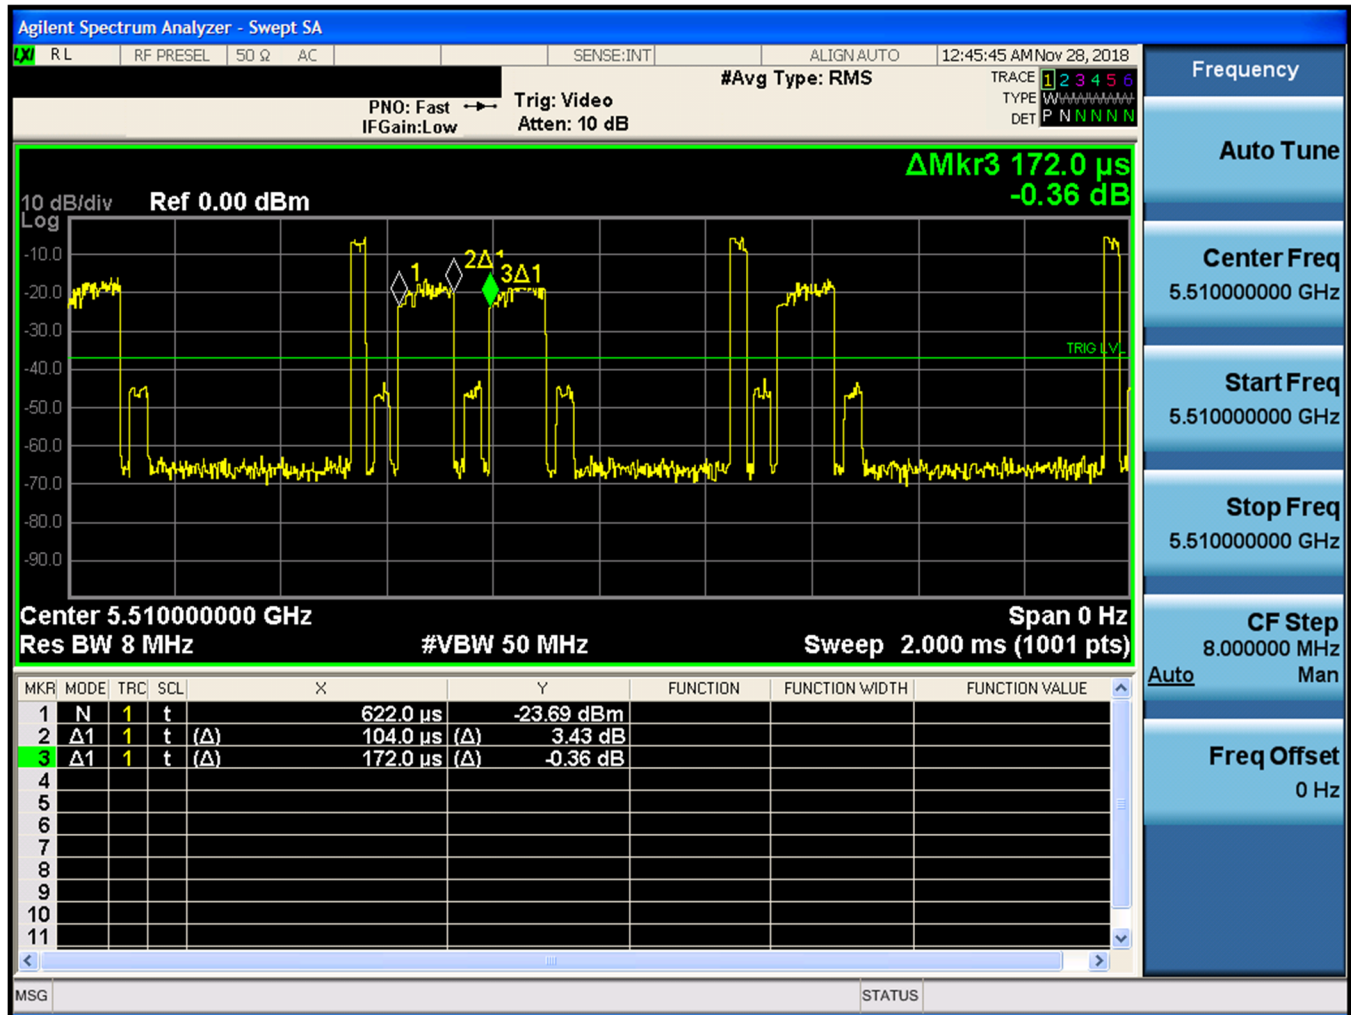 Agilent Spectrum Analyzer - Swept SA
LXI RL RF PRESEL 50 Ω AC SENSE:INT ALIGN AUTO 12:45:45 AM Nov 28, 2018
#Avg Type: RMS
TRACE 1 2 3 4 5 6
TYPE WWWWWW
DET P N N N N N
PNO: Fast
IFGain:Low
Trig: Video
Atten: 10 dB
ΔMkr3 172.0 µs
-0.36 dB
10 dB/div Ref 0.00 dBm
Log
-10.0
-20.0
-30.0
-40.0
-50.0
-60.0
-70.0
-80.0
-90.0
1
2Δ1
3Δ1
TRIG LVL
Center 5.510000000 GHz Span 0 Hz
Res BW 8 MHz #VBW 50 MHz Sweep 2.000 ms (1001 pts)
MKR MODE TRC SCL X Y FUNCTION FUNCTION WIDTH FUNCTION VALUE
1 N 1 t 622.0 µs -23.69 dBm
2 Δ1 1 t (Δ) 104.0 µs (Δ) 3.43 dB
3 Δ1 1 t (Δ) 172.0 µs (Δ) -0.36 dB
4
5
6
7
8
9
10
11
MSG STATUS
Frequency
Auto Tune
Center Freq
5.510000000 GHz
Start Freq
5.510000000 GHz
Stop Freq
5.510000000 GHz
CF Step
8.000000 MHz
Auto Man
Freq Offset
0 Hz